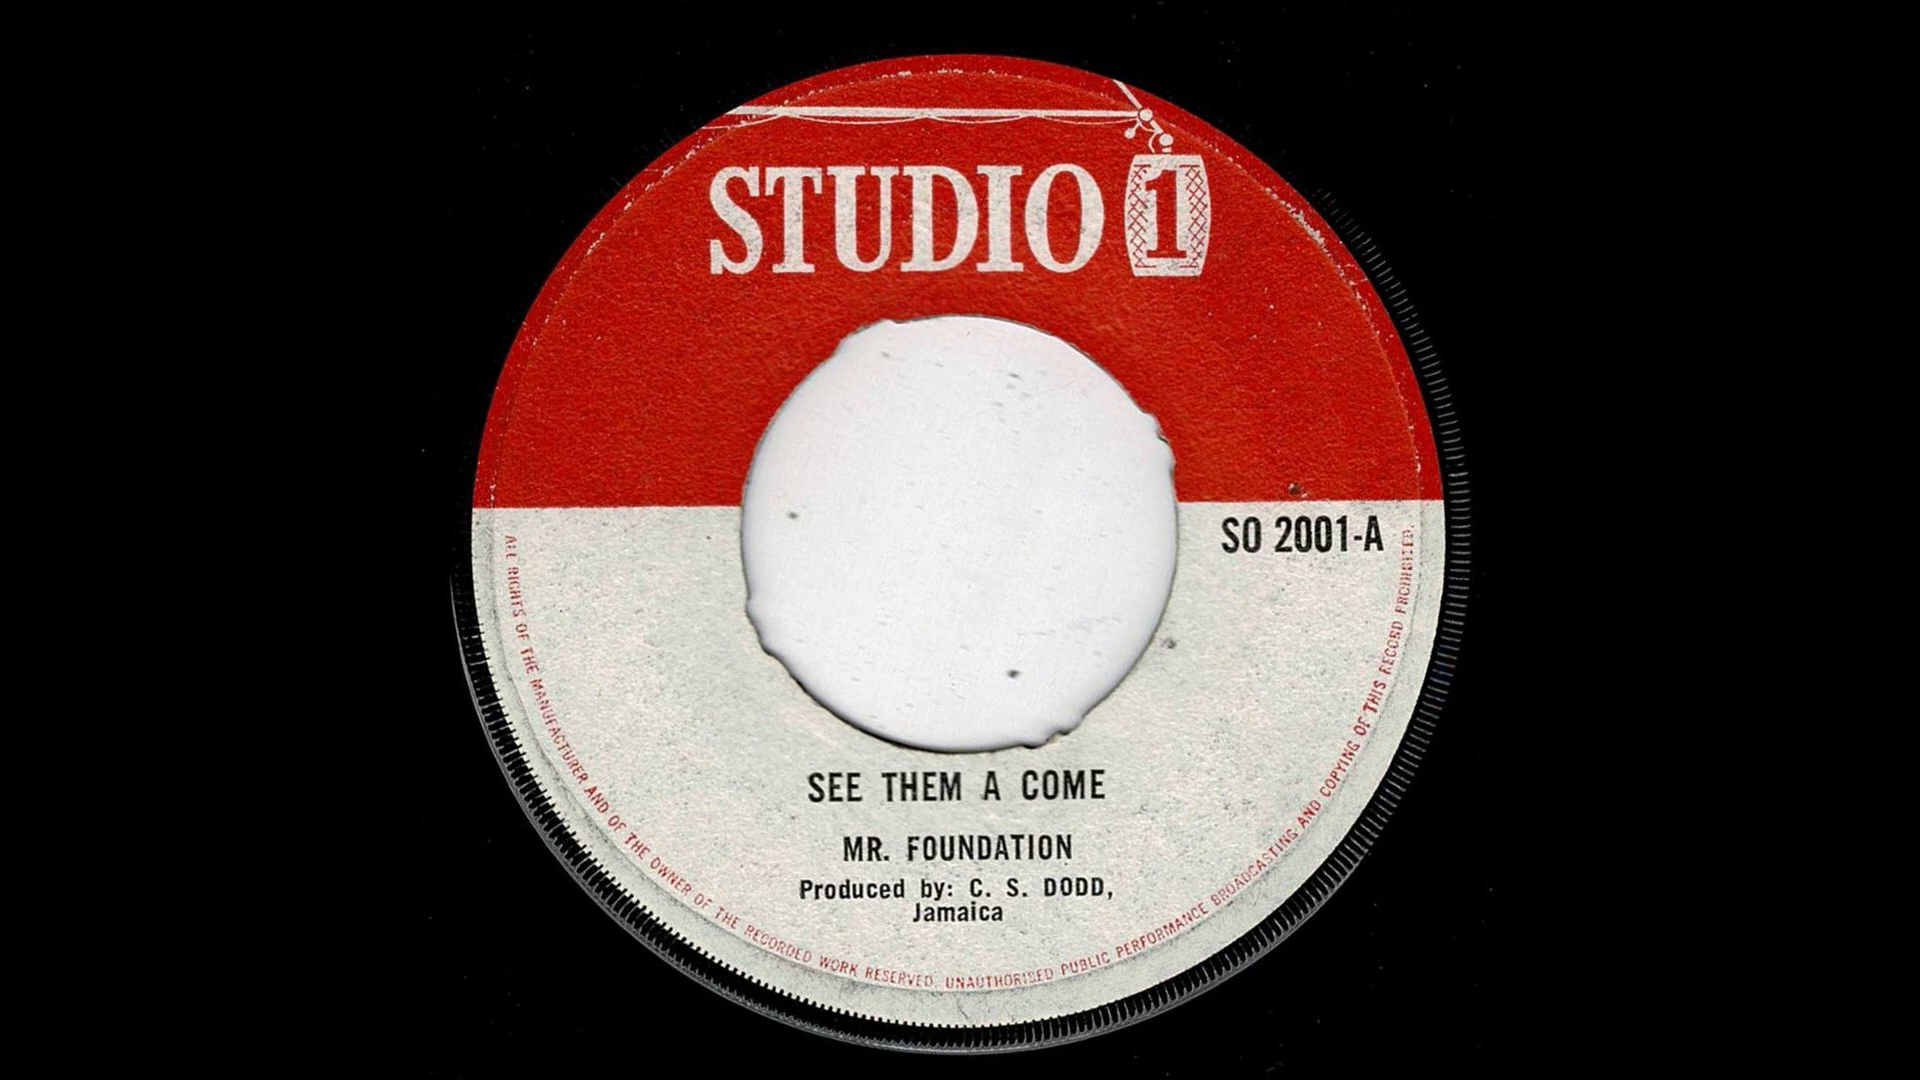 STUDIO 1
SO 2001-A
SEE THEM A COME
MR. FOUNDATION
Produced by: C. S. DODD,
Jamaica
ALL RIGHTS OF THE MANUFACTURER AND OF THE OWNER OF THE RECORDED WORK RESERVED. UNAUTHORISED PUBLIC PERFORMANCE BROADCASTING AND COPYING OF THIS RECORD PROHIBITED.